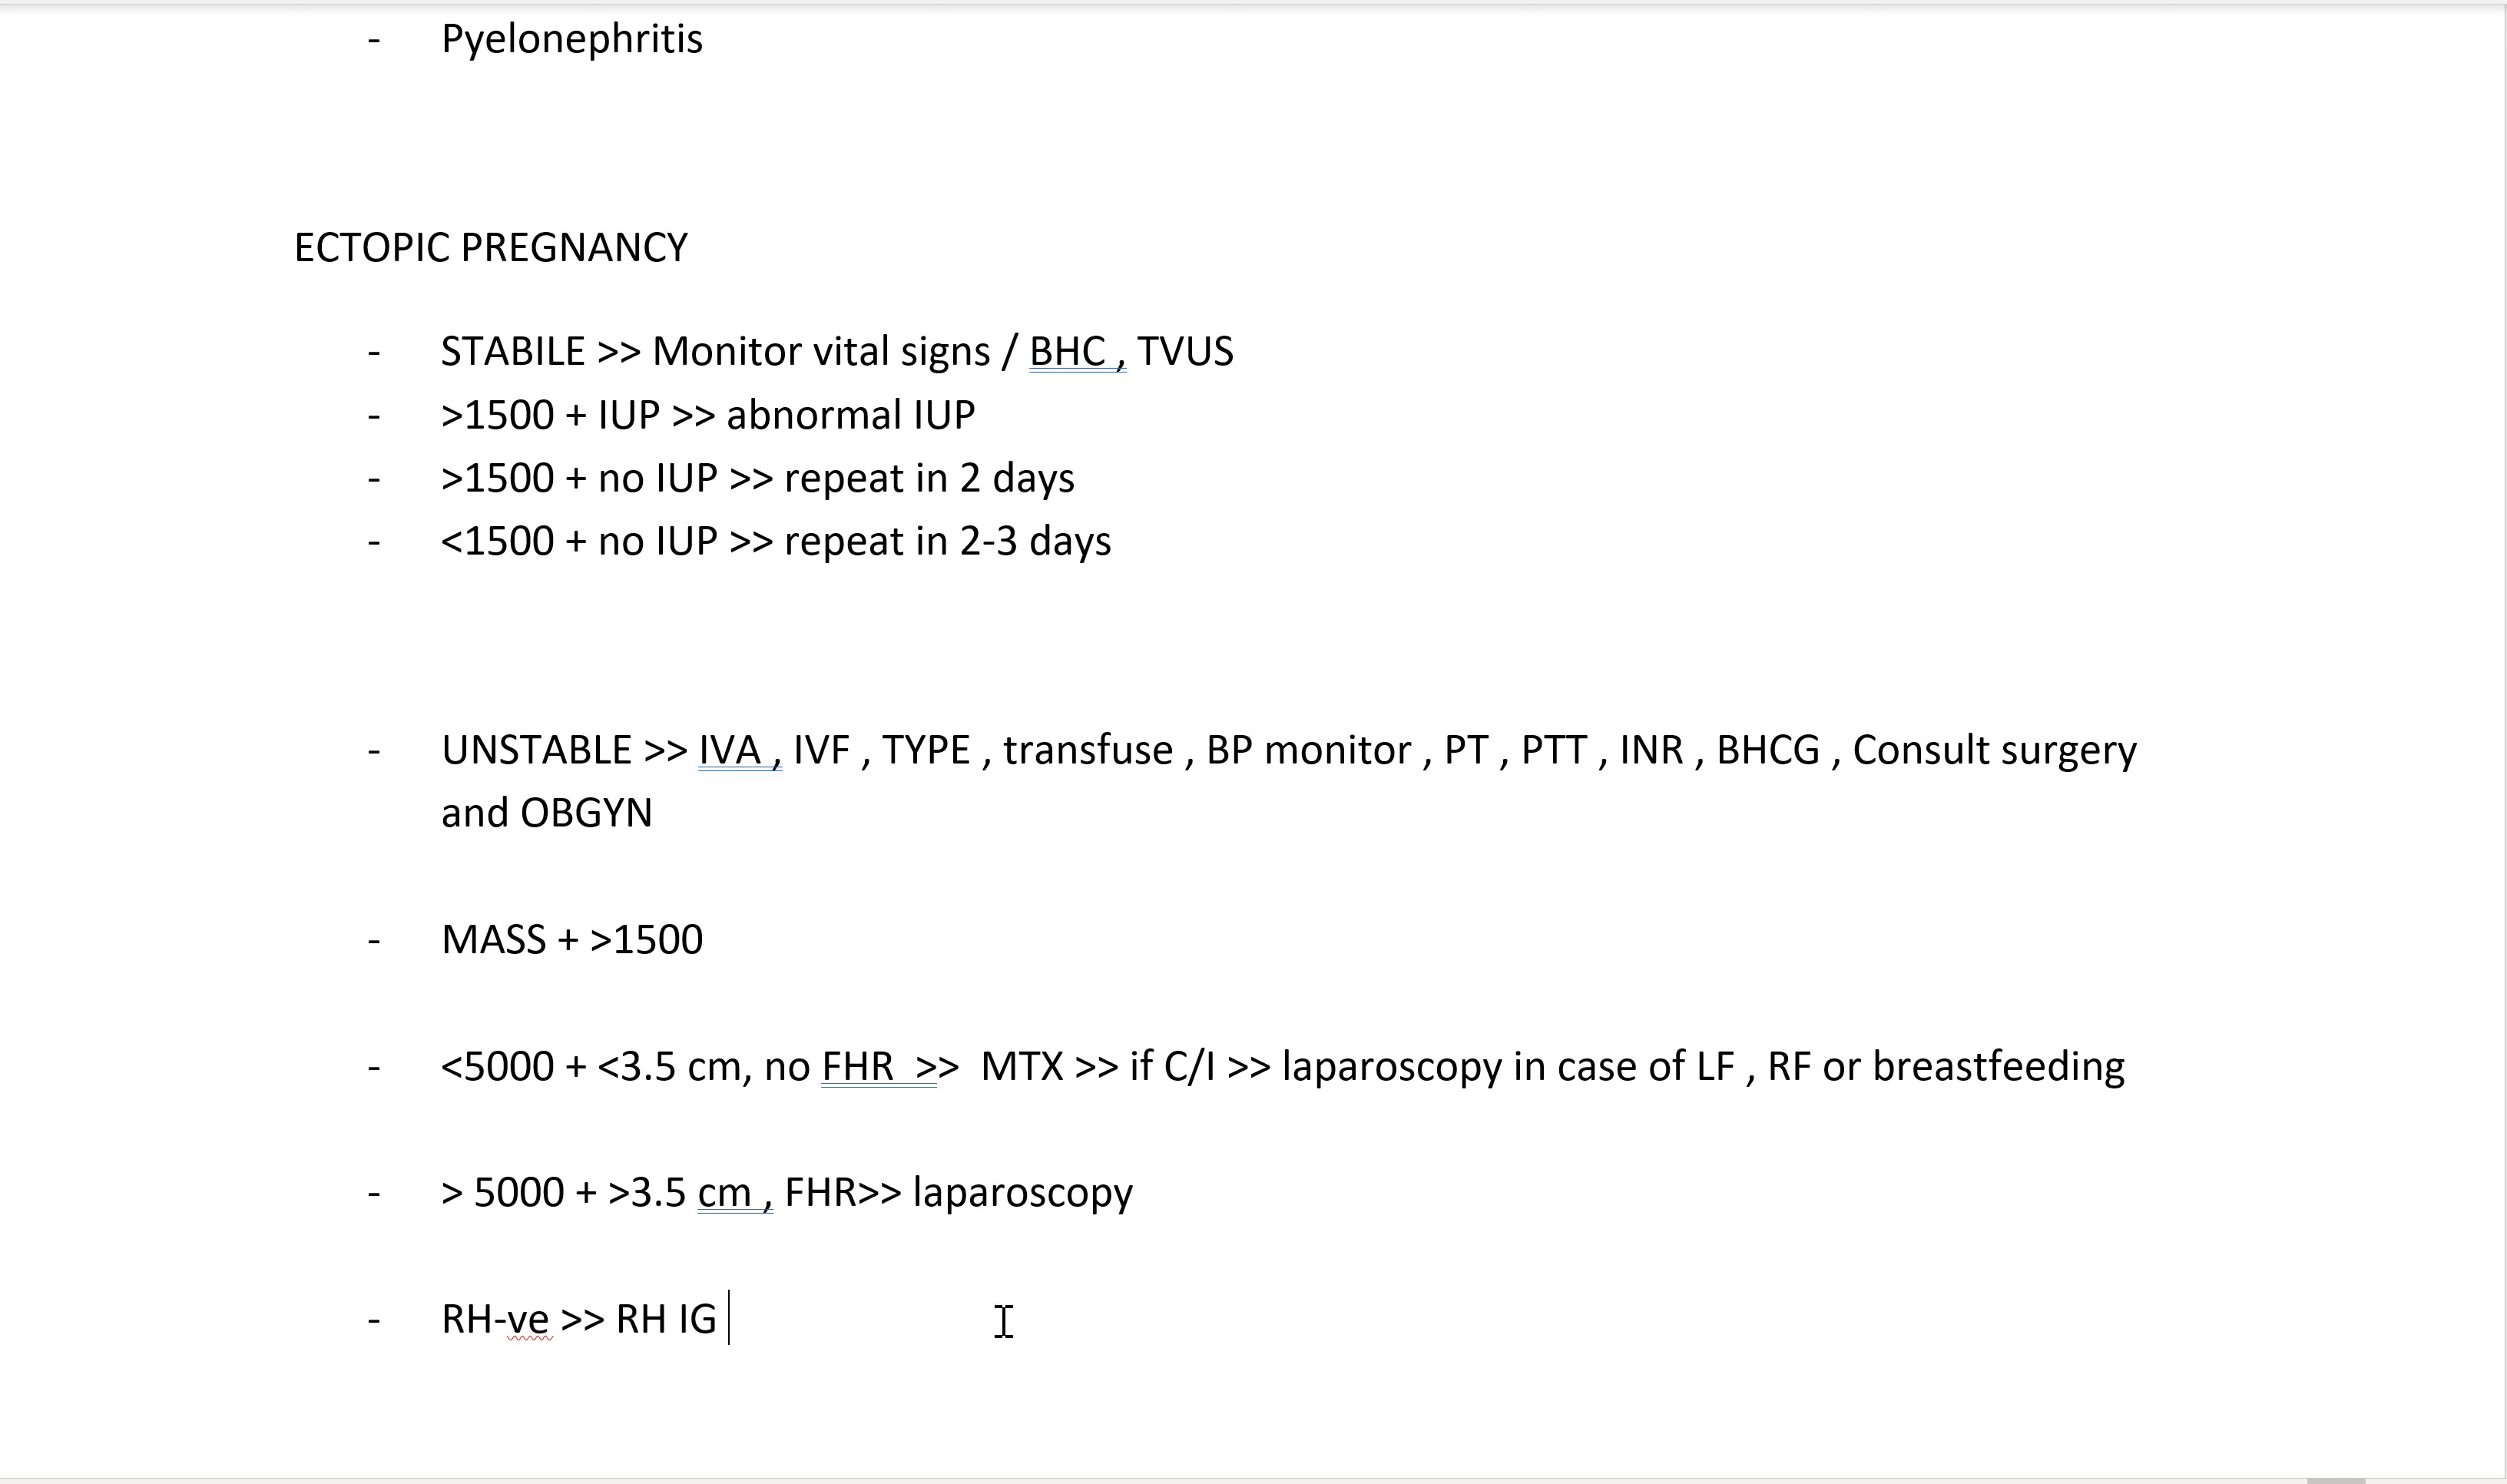 - Pyelonephritis
ECTOPIC PREGNANCY
- STABILE >> Monitor vital signs / BHC , TVUS
- >1500 + IUP >> abnormal IUP
- >1500 + no IUP >> repeat in 2 days
- <1500 + no IUP >> repeat in 2-3 days
- UNSTABLE >> IVA , IVF , TYPE , transfuse , BP monitor , PT , PTT , INR , BHCG , Consult surgery
and OBGYN
- MASS + >1500
- <5000 + <3.5 cm, no FHR  >>  MTX >> if C/I >> laparoscopy in case of LF , RF or breastfeeding
- > 5000 + >3.5 cm , FHR>> laparoscopy
- RH-ve >> RH IG